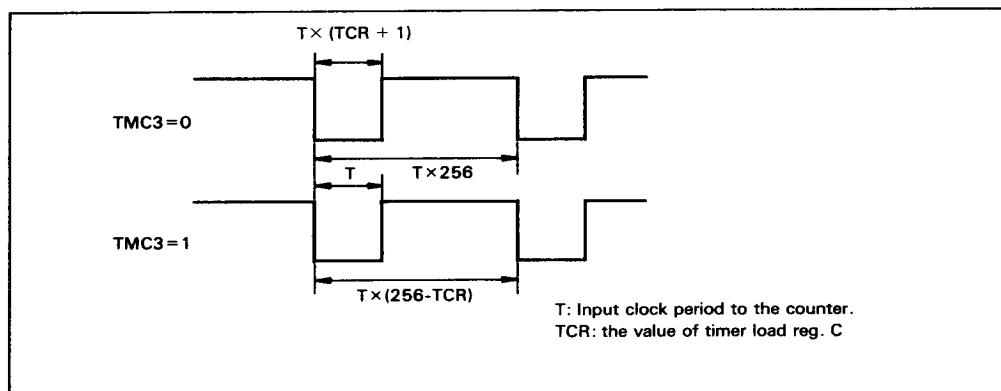 T× (TCR + 1)
TMC3=0
T×256
T
TMC3=1
T×(256-TCR)
T: Input clock period to the counter.
TCR: the value of timer load reg. C